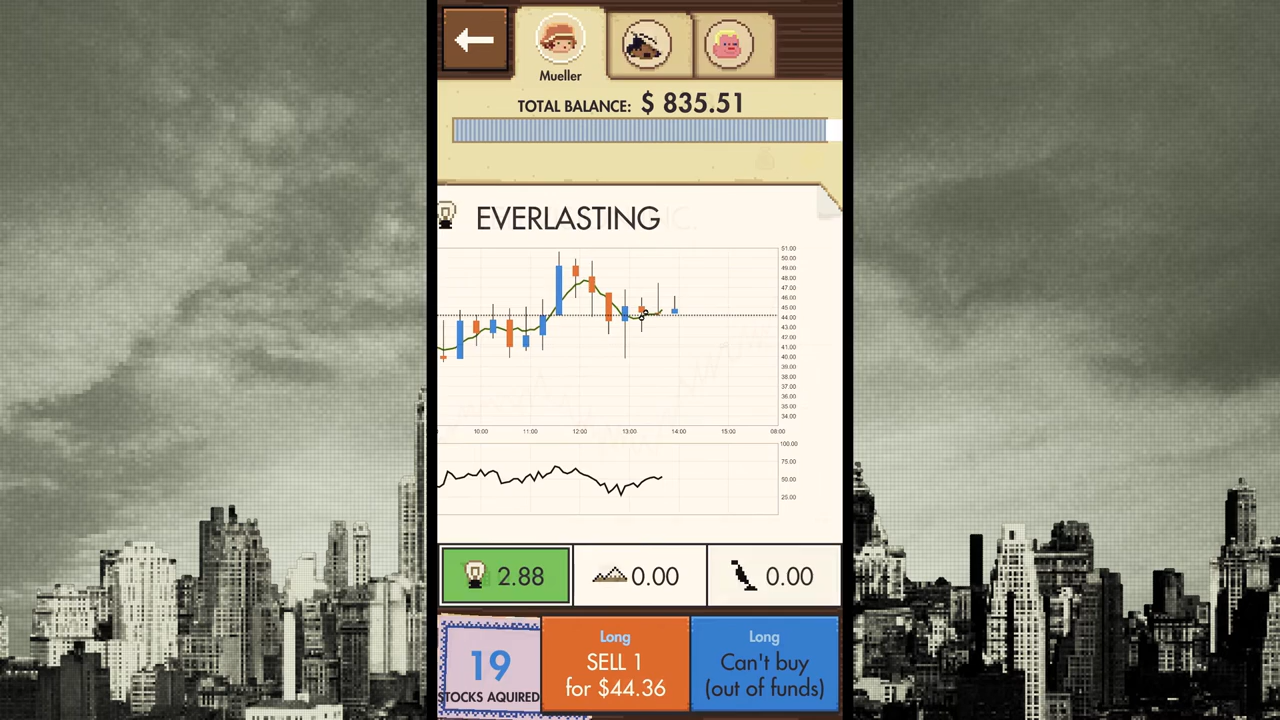 Mueller
TOTAL BALANCE: $ 835.51
EVERLASTING
51.00
50.00
49.00
48.00
47.00
46.00
45.00
44.00
43.00
42.00
41.00
40.00
39.00
38.00
37.00
36.00
35.00
34.00
10:00 11:00 12:00 13:00 14:00 15:00 08:00
100.00
75.00
50.00
25.00
2.88 0.00 0.00
19
STOCKS AQUIRED
Long
SELL 1
for $44.36
Long
Can't buy
(out of funds)